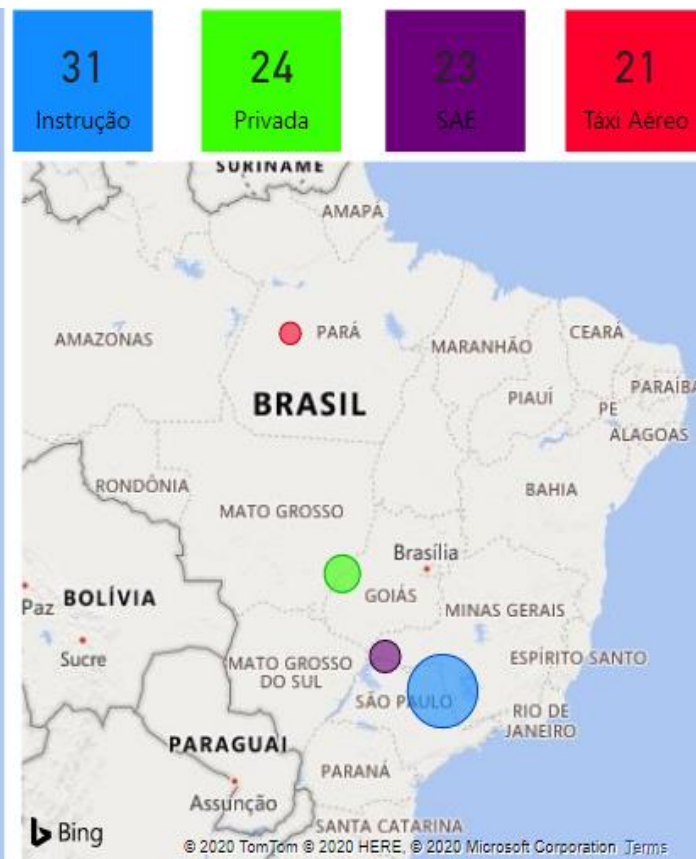 31
Instrução
24
Privada
23
SAE
21
Táxi Aéreo
SURINAME
AMAPÁ
AMAZONAS
PARÁ
MARANHÃO
CEARÁ
BRASIL
PIAUÍ
PARAÍBA
PE
ALAGOAS
RONDÔNIA
BAHIA
MATO GROSSO
Brasília
Paz
BOLÍVIA
GOIÁS
MINAS GERAIS
Sucre
MATO GROSSO
DO SUL
ESPÍRITO SANTO
SÃO PAULO
RIO DE
JANEIRO
PARAGUAI
PARANÁ
Assunção
SANTA CATARINA
Bing
© 2020 TomTom © 2020 HERE, © 2020 Microsoft Corporation Terms